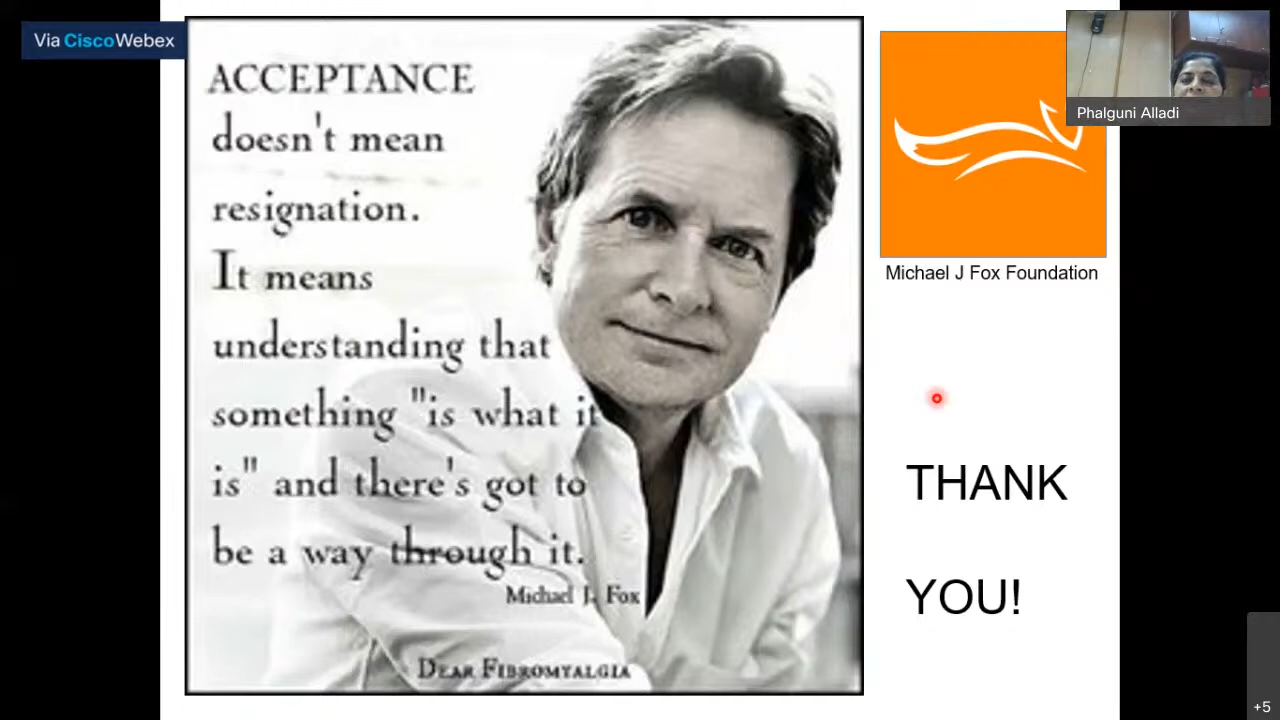 Via CiscoWebex
ACCEPTANCE
doesn't mean
resignation.
It means
understanding that
something "is what it
is" and there's got to
be a way through it.
Michael J. Fox
DEAR FIBROMYALGIA
Phalguni Alladi
Michael J Fox Foundation
THANK
YOU!
+5